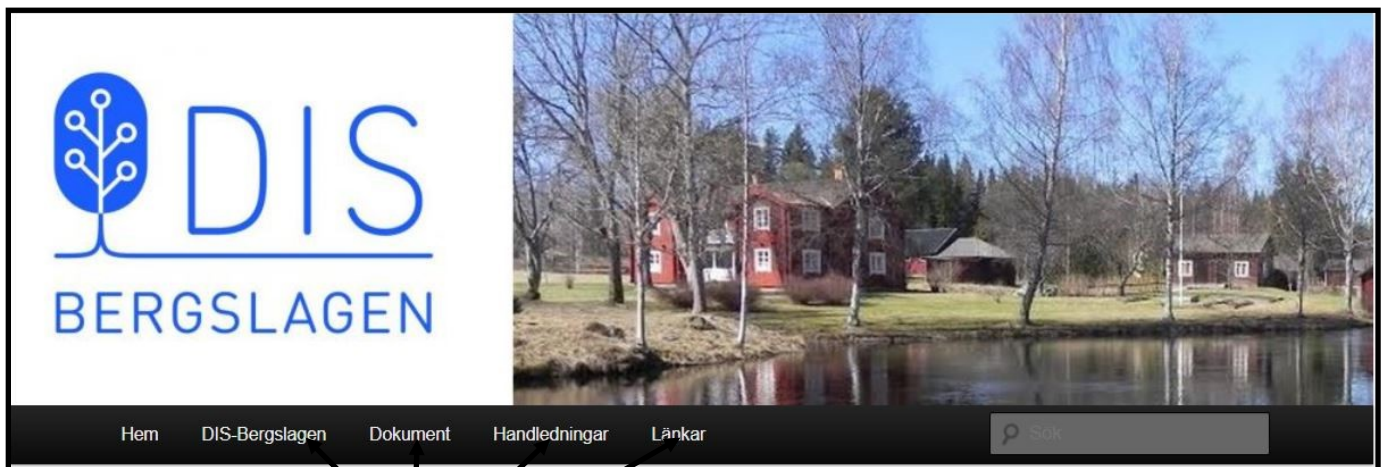 DIS
BERGSLAGEN
Hem DIS-Bergslagen Dokument Handledningar Länkar Sök